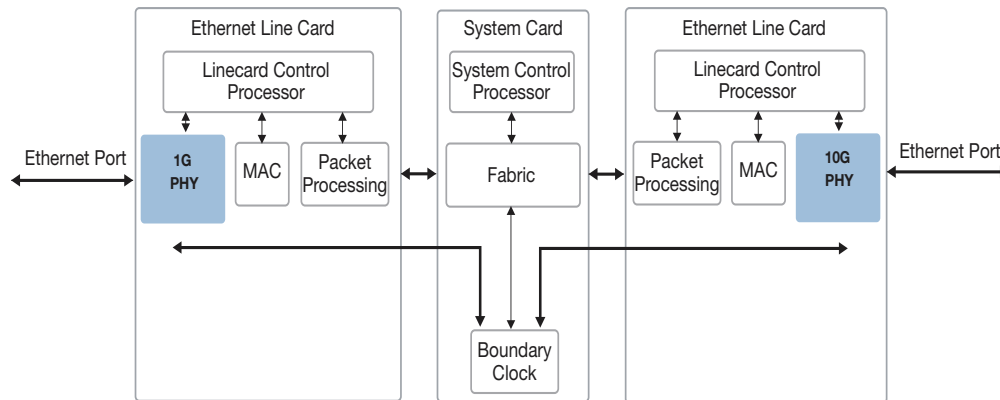 Ethernet Line Card
Linecard Control
Processor
Ethernet Port
1G
PHY
MAC
Packet
Processing
System Card
System Control
Processor
Fabric
Boundary
Clock
Ethernet Line Card
Linecard Control
Processor
Packet
Processing
MAC
10G
PHY
Ethernet Port